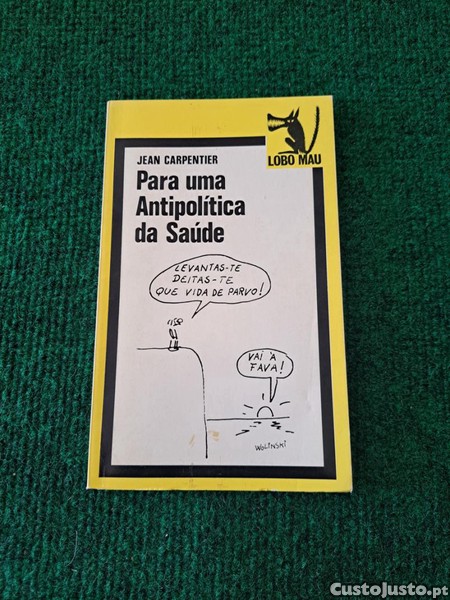 LOBO MAU
JEAN CARPENTIER
Para uma
Antipolítica
da Saúde
LEVANTAS-TE
DEITAS-TE
QUE VIDA DE PARVO!
VAI À
FAVA!
WOLINSKI
CustoJusto.pt